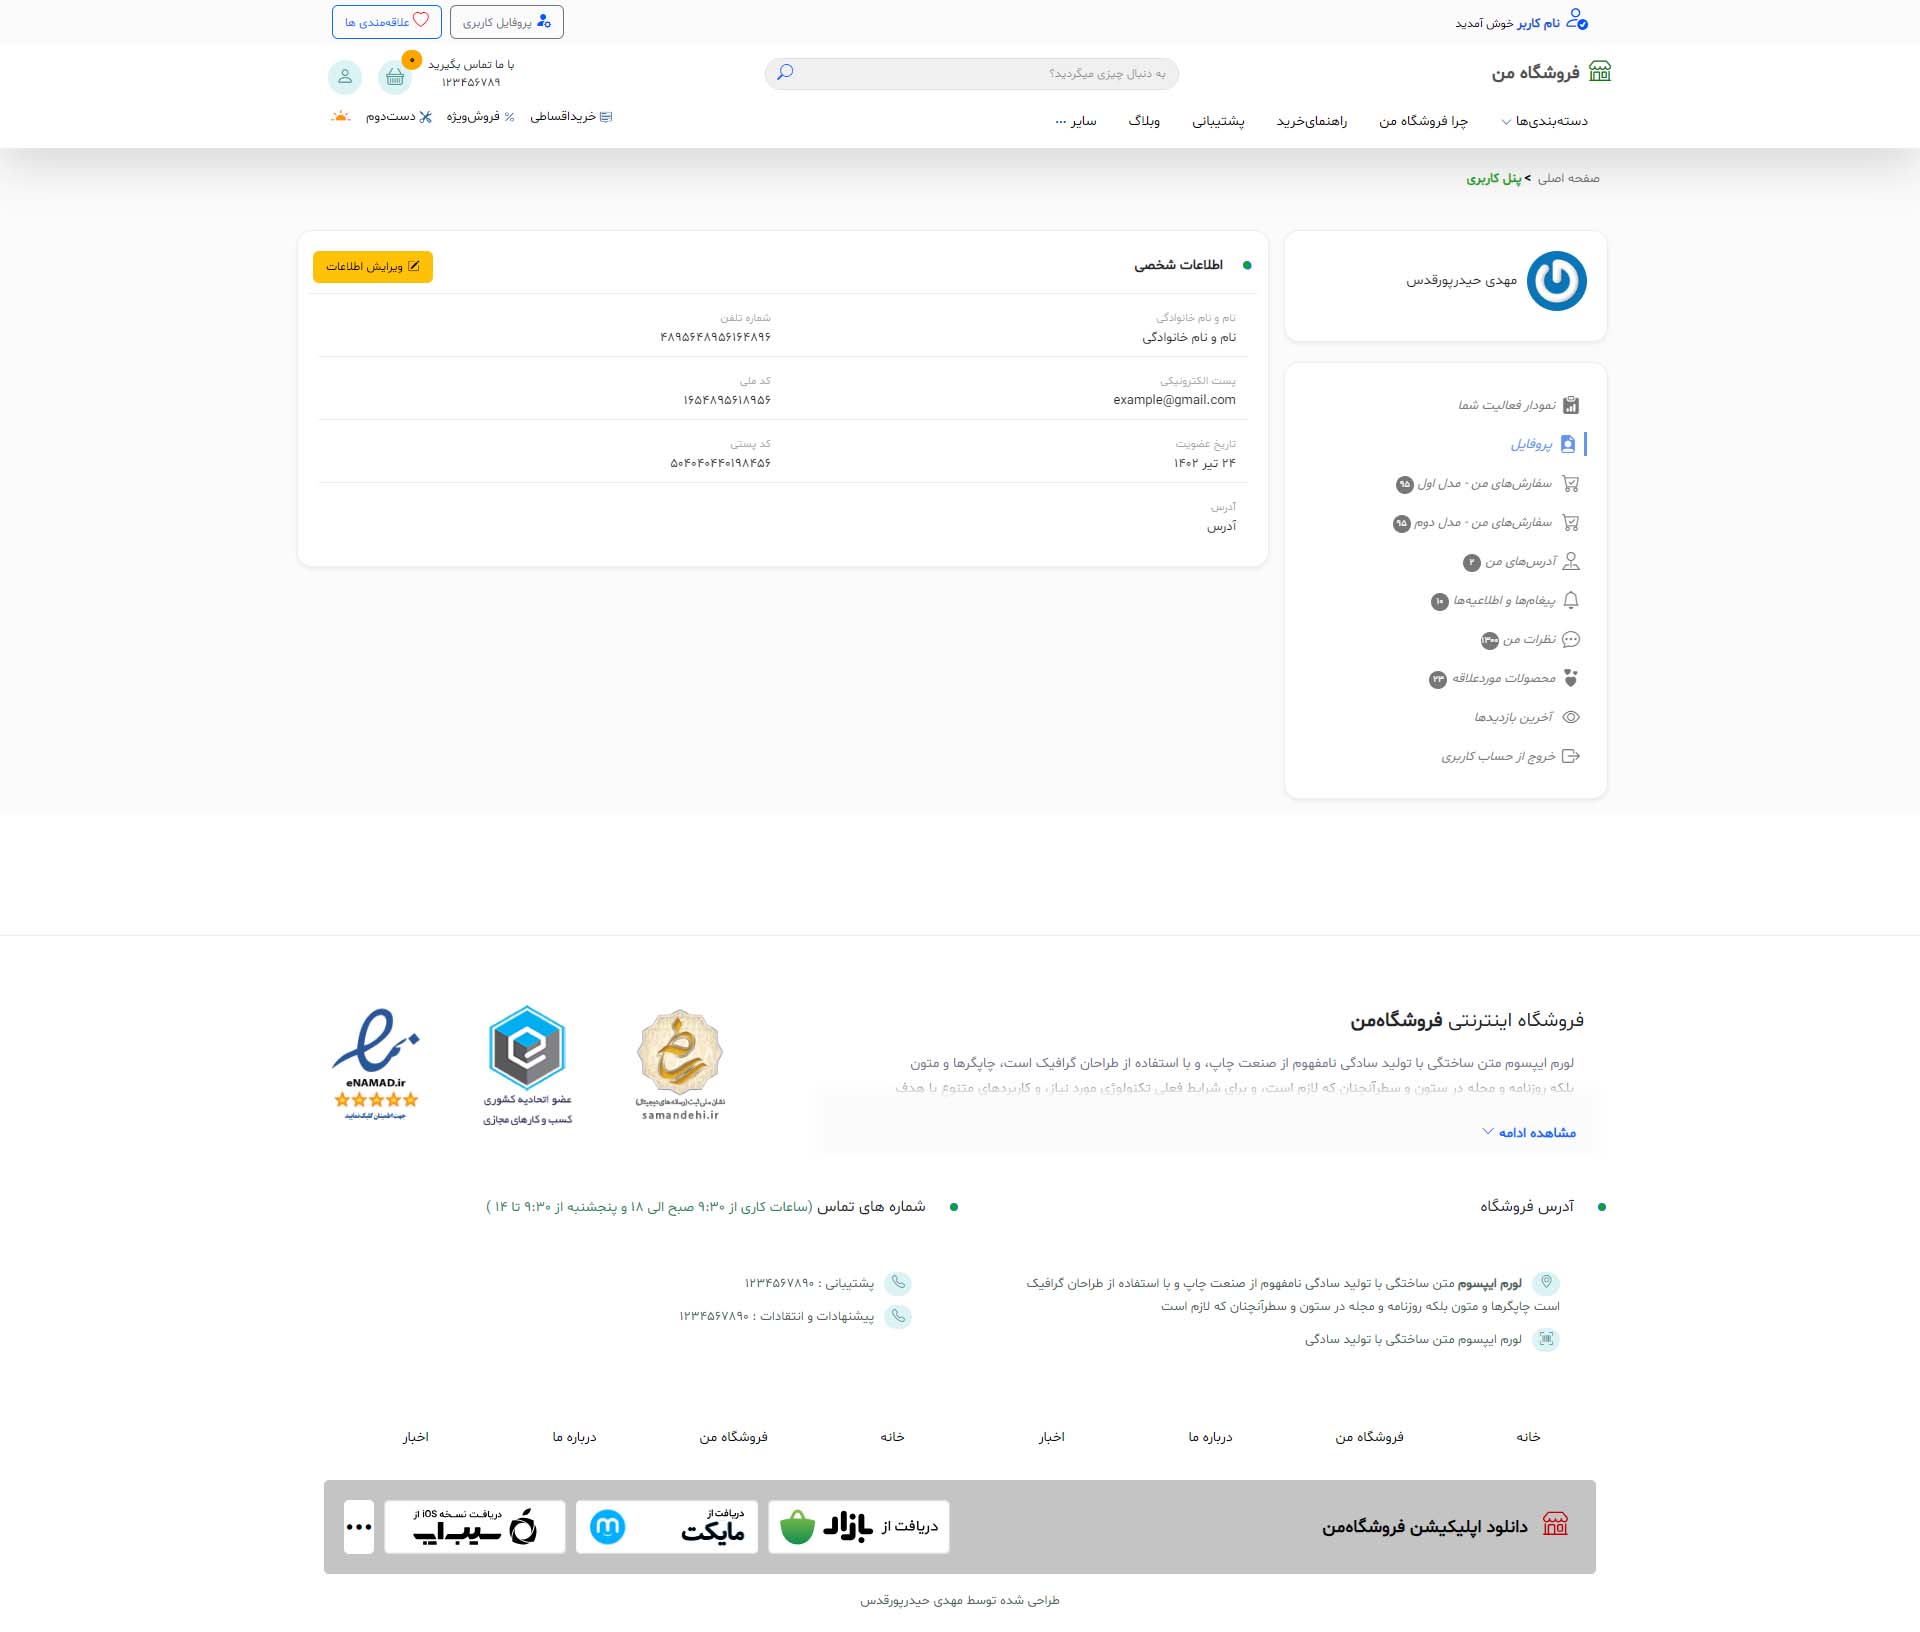 نام کاربر خوش آمدید
پروفایل کاربری
علاقه‌مندی ها
فروشگاه من
به دنبال چیزی میگردید؟
با ما تماس بگیرید
۱۲۳۴۵۶۷۸۹
۰
دسته‌بندی‌ها
چرا فروشگاه من
راهنمای‌خرید
پشتیبانی
وبلاگ
سایر ...
خریداقساطی
فروش‌ویژه
دست‌دوم
صفحه اصلی > پنل کاربری
مهدی حیدرپورقدس
نمودار فعالیت شما
پروفایل
سفارش‌های من - مدل اول ۹۵
سفارش‌های من - مدل دوم ۹۵
آدرس‌های من ۲
پیغام‌ها و اطلاعیه‌ها ۱۰
نظرات من ۱۳۰۰
محصولات موردعلاقه ۲۳
آخرین بازدیدها
خروج از حساب کاربری
اطلاعات شخصی
ویرایش اطلاعات
نام و نام خانوادگی
نام و نام خانوادگی
شماره تلفن
۴۸۹۵۶۴۸۹۵۶۱۶۴۸۹۶
پست الکترونیکی
example@gmail.com
کد ملی
۱۶۵۴۸۹۵۶۱۸۹۵۶
تاریخ عضویت
۲۴ تیر ۱۴۰۲
کد پستی
۵۰۴۰۴۰۴۴۰۱۹۸۴۵۶
آدرس
آدرس
فروشگاه اینترنتی فروشگاه‌من
لورم ایپسوم متن ساختگی با تولید سادگی نامفهوم از صنعت چاپ، و با استفاده از طراحان گرافیک است، چاپگرها و متون
بلکه روزنامه و مجله در ستون و سطرآنچنان که لازم است، و برای شرایط فعلی تکنولوژی مورد نیاز، و کاربردهای متنوع با هدف
مشاهده ادامه
نشان ملی ثبت (رسانه‌های دیجیتال)
samandehi.ir
عضو اتحادیه کشوری
کسب و کارهای مجازی
eNAMAD.ir
جهت اطمینان کلیک نمایید
آدرس فروشگاه
لورم ایپسوم متن ساختگی با تولید سادگی نامفهوم از صنعت چاپ و با استفاده از طراحان گرافیک
است چاپگرها و متون بلکه روزنامه و مجله در ستون و سطرآنچنان که لازم است
لورم ایپسوم متن ساختگی با تولید سادگی
شماره های تماس (ساعات کاری از ۹:۳۰ صبح الی ۱۸ و پنجشنبه از ۹:۳۰ تا ۱۴ )
پشتیبانی : ۱۲۳۴۵۶۷۸۹۰
پیشنهادات و انتقادات : ۱۲۳۴۵۶۷۸۹۰
خانه
فروشگاه من
درباره ما
اخبار
خانه
فروشگاه من
درباره ما
اخبار
دانلود اپلیکیشن فروشگاه‌من
دریافت از بازار
دریافت از
مایکت
دریافت نسخه iOS از
سیب‌اپ
...
طراحی شده توسط مهدی حیدرپورقدس